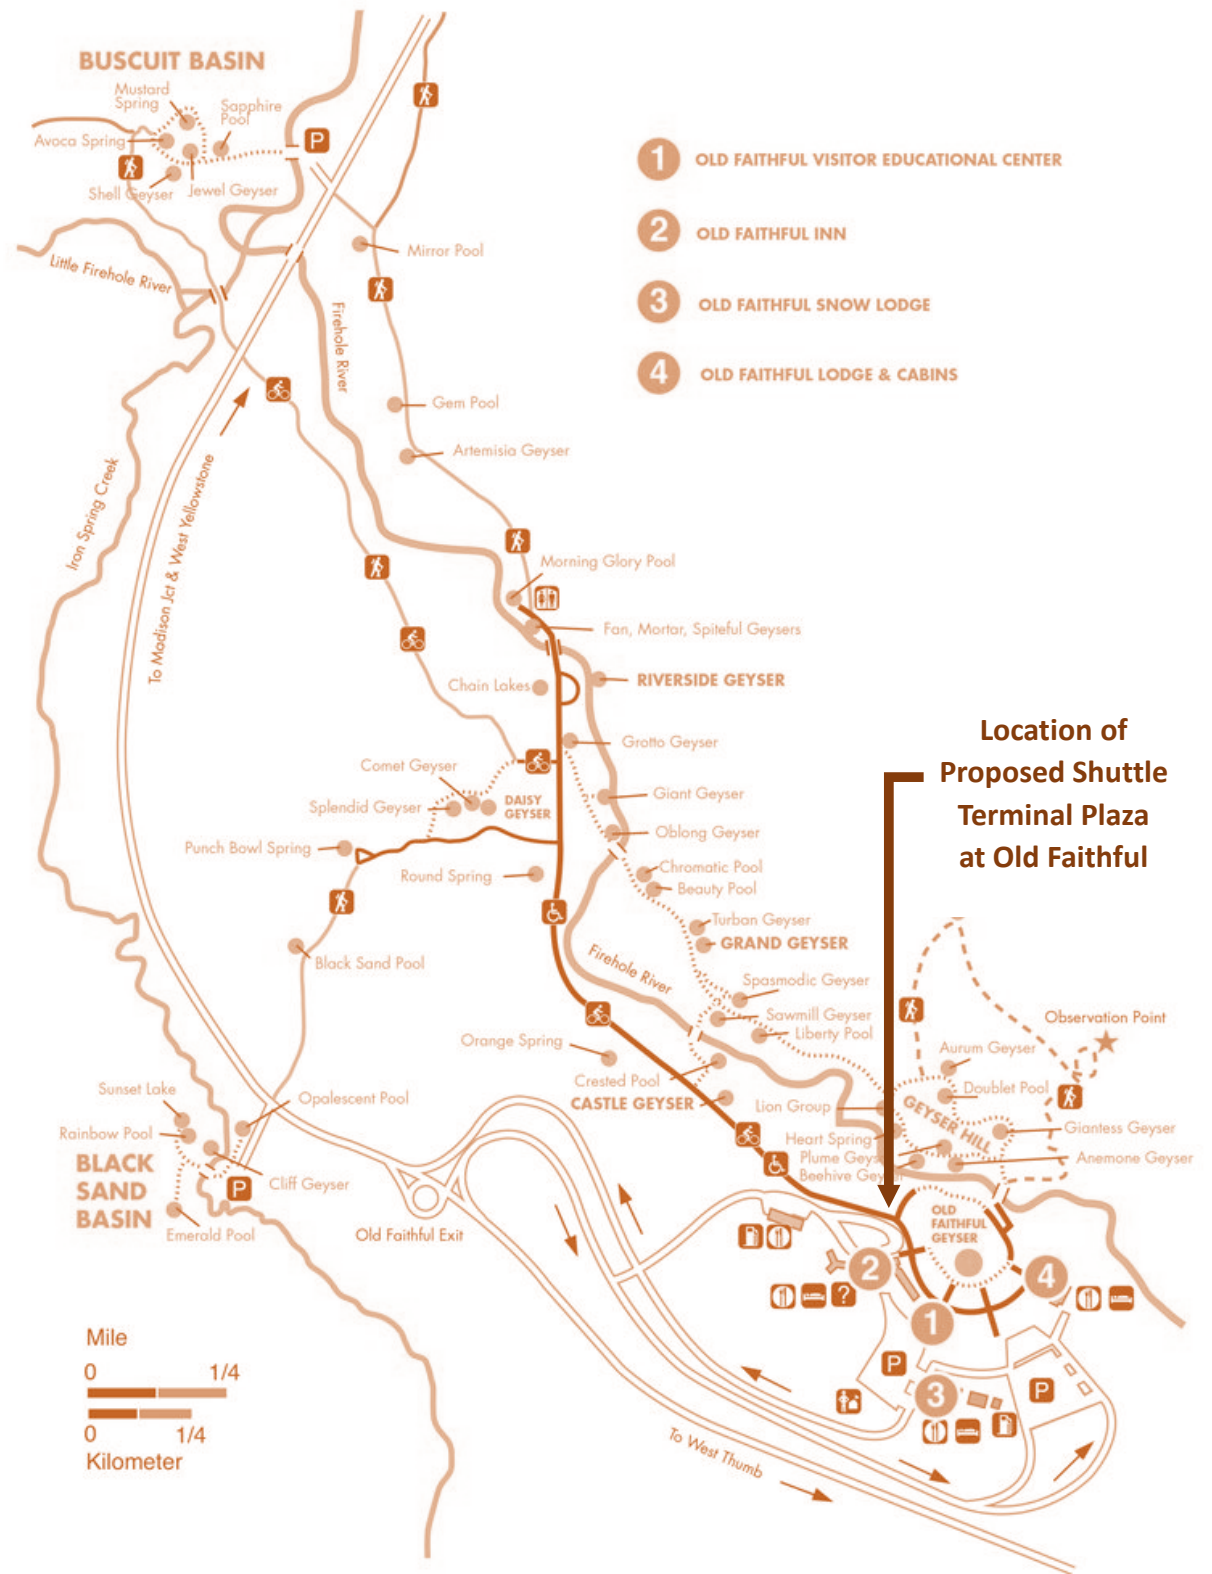 BUSCUIT BASIN
Mustard
Spring
Sapphire
Pool
Avoca Spring
Shell Geyser
Jewel Geyser
P
Little Firehole River
Mirror Pool
Firehole River
1 OLD FAITHFUL VISITOR EDUCATIONAL CENTER
2 OLD FAITHFUL INN
3 OLD FAITHFUL SNOW LODGE
4 OLD FAITHFUL LODGE & CABINS
Gem Pool
Artemisia Geyser
Iron Spring Creek
To Madison Jct & West Yellowstone
Morning Glory Pool
Fan, Mortar, Spiteful Geysers
Chain Lakes
RIVERSIDE GEYSER
Grotto Geyser
Comet Geyser
Splendid Geyser
DAISY
GEYSER
Giant Geyser
Oblong Geyser
Punch Bowl Spring
Round Spring
Chromatic Pool
Beauty Pool
Turban Geyser
GRAND GEYSER
Location of
Proposed Shuttle
Terminal Plaza
at Old Faithful
Black Sand Pool
Firehole River
Spasmodic Geyser
Sawmill Geyser
Liberty Pool
Orange Spring
Crested Pool
CASTLE GEYSER
Observation Point
Aurum Geyser
Doublet Pool
GEYSER HILL
Lion Group
Heart Spring
Plume Geyser
Beehive Geyser
Giantess Geyser
Anemone Geyser
Sunset Lake
Opalescent Pool
Rainbow Pool
BLACK
SAND
BASIN
Cliff Geyser
P
Emerald Pool
Old Faithful Exit
OLD
FAITHFUL
GEYSER
2
4
?
1
P
3
P
To West Thumb
Mile
0 1/4
0 1/4
Kilometer